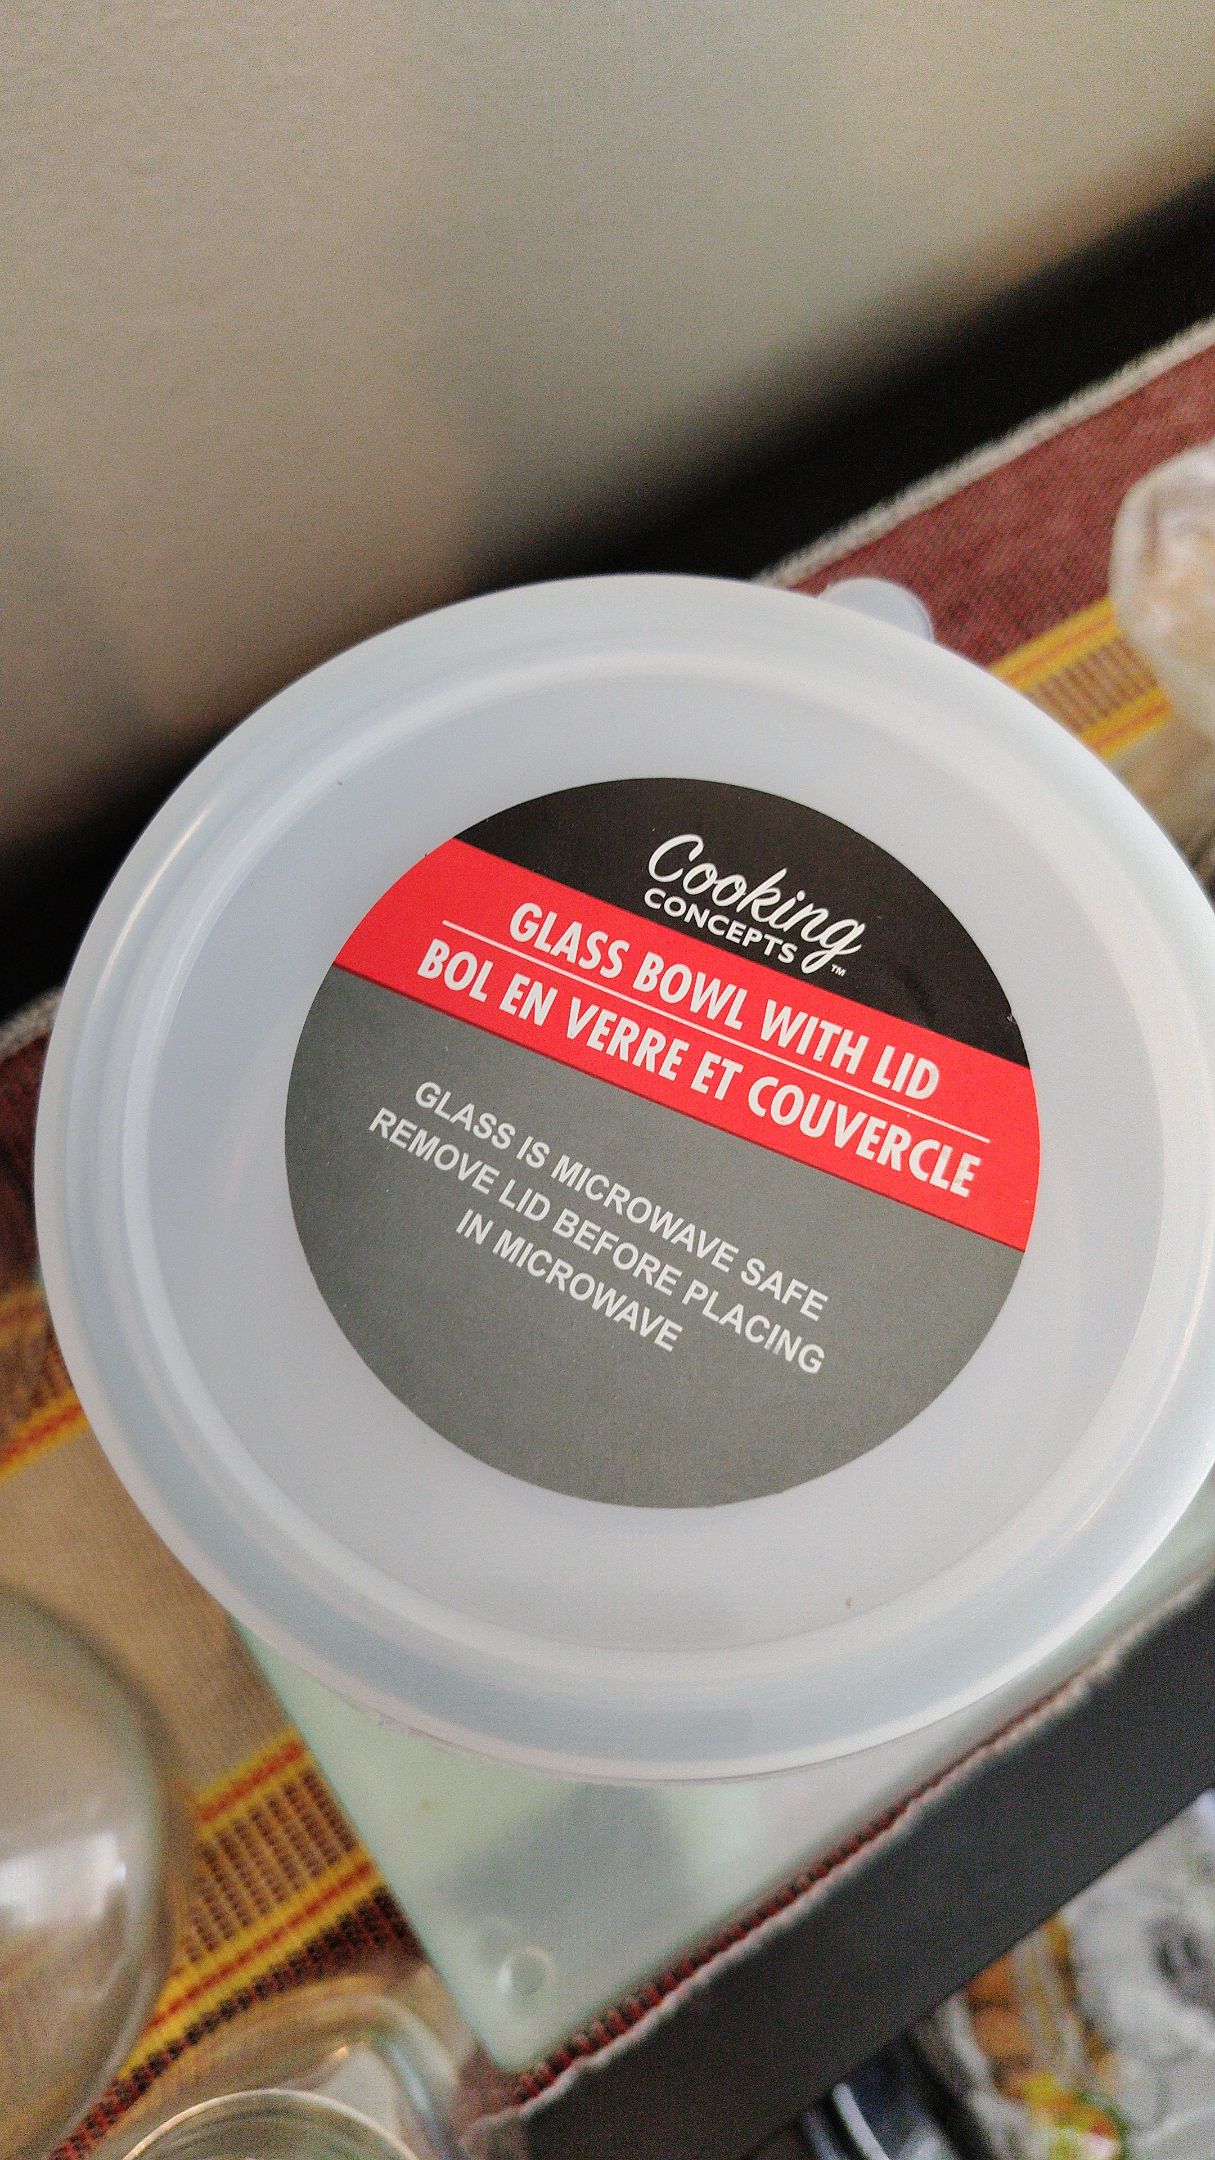 Cooking
CONCEPTS™
GLASS BOWL WITH LID
BOL EN VERRE ET COUVERCLE
GLASS IS MICROWAVE SAFE
REMOVE LID BEFORE PLACING
IN MICROWAVE